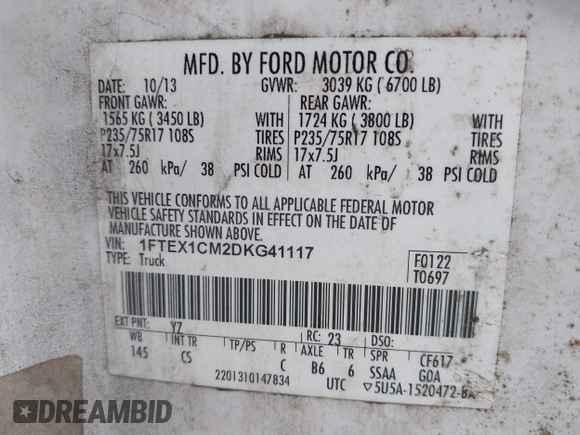 MFD. BY FORD MOTOR CO.
DATE: 10/13 GVWR: 3039 KG ( 6700 LB)
FRONT GAWR: REAR GAWR:
1565 KG ( 3450 LB) WITH 1724 KG ( 3800 LB) WITH
P235/75R17 108S TIRES P235/75R17 108S TIRES
17x7.5J RIMS 17x7.5J RIMS
AT 260 kPa/ 38 PSI COLD AT 260 kPa/ 38 PSI COLD
THIS VEHICLE CONFORMS TO ALL APPLICABLE FEDERAL MOTOR
VEHICLE SAFETY STANDARDS IN EFFECT ON THE DATE OF
MANUFACTURE SHOWN ABOVE.
VIN: 1FTEX1CM2DKG41117
TYPE: Truck
F0122
T0697
EXT PNT: YZ RC: 23 DSO:
WB INT TR TP/PS R AXLE TR SPR CF617
145 CS C B6 6 SSAA GOA
2201310147834 UTC ▽5U5A-1520472-BA
DREAMBID